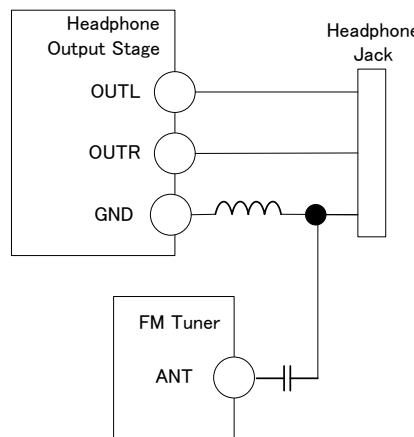 Headphone
Output Stage
Headphone
Jack
OUTL
OUTR
GND
FM Tuner
ANT